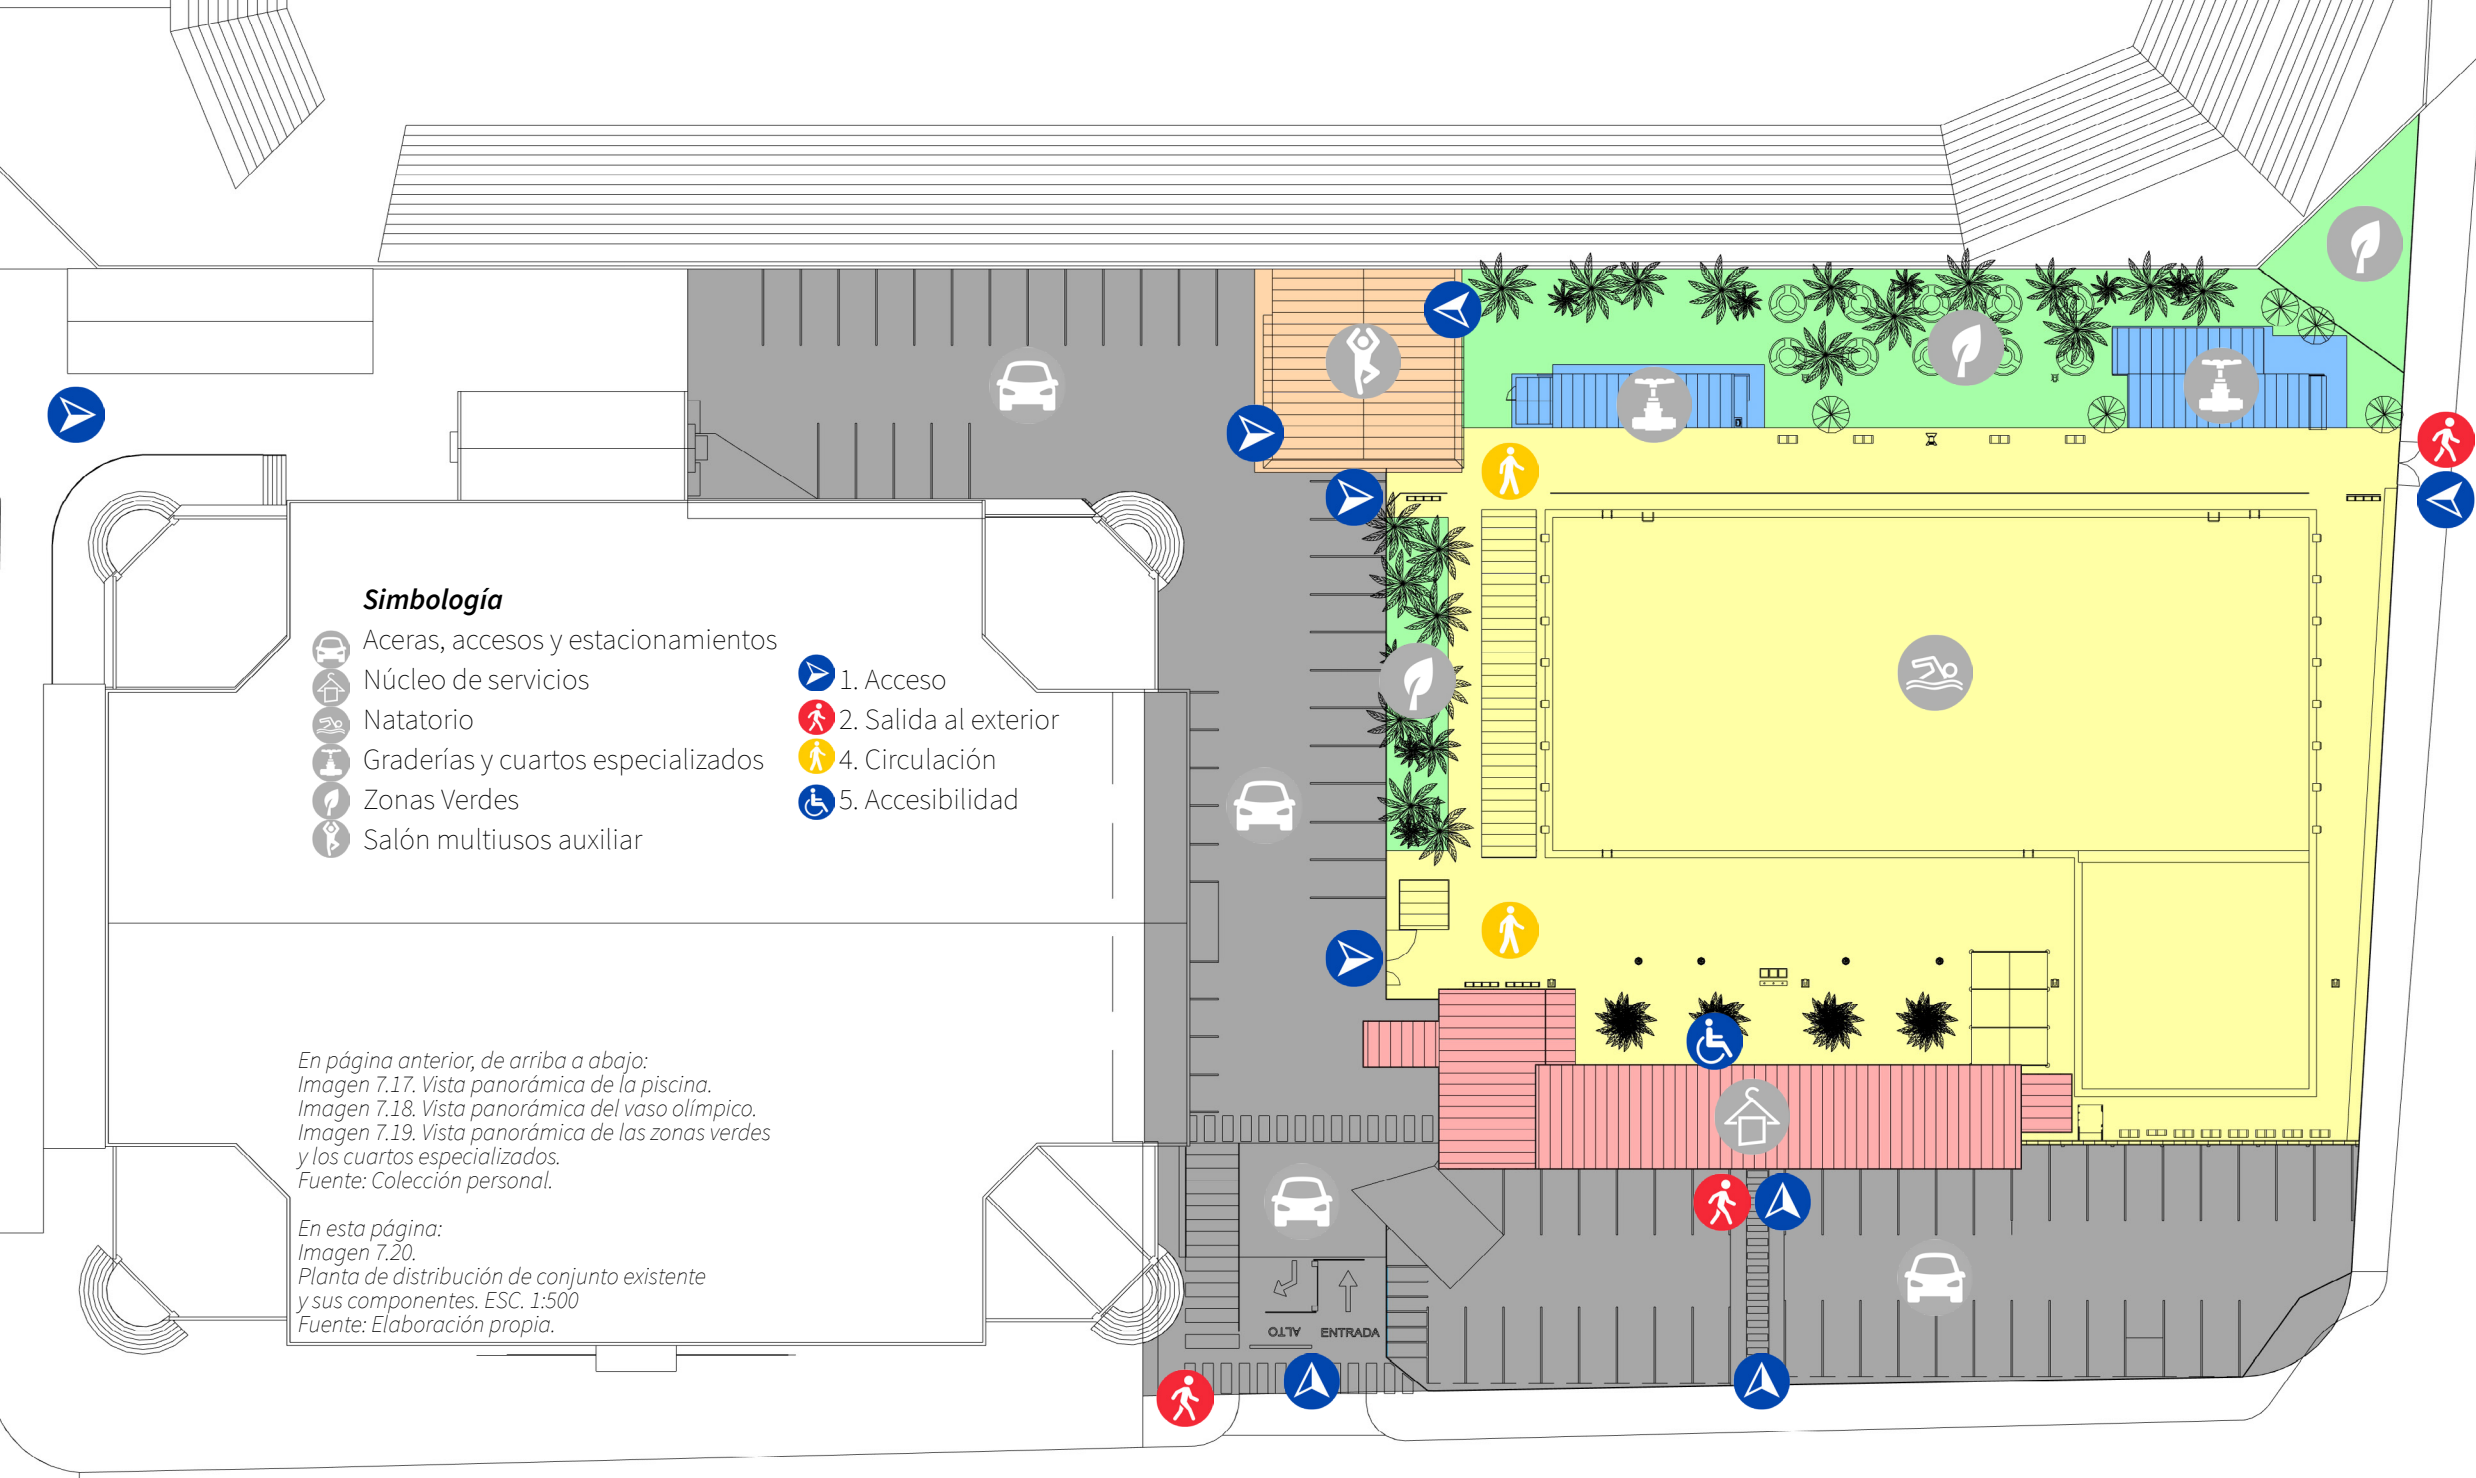 Simbología
Aceras, accesos y estacionamientos
Núcleo de servicios
Natatorio
Graderías y cuartos especializados
Zonas Verdes
Salón multiusos auxiliar
1. Acceso
2. Salida al exterior
4. Circulación
5. Accesibilidad
En página anterior, de arriba a abajo:
Imagen 7.17. Vista panorámica de la piscina.
Imagen 7.18. Vista panorámica del vaso olímpico.
Imagen 7.19. Vista panorámica de las zonas verdes
y los cuartos especializados.
Fuente: Colección personal.
En esta página:
Imagen 7.20.
Planta de distribución de conjunto existente
y sus componentes. ESC. 1:500
Fuente: Elaboración propia.
ALTO
ENTRADA